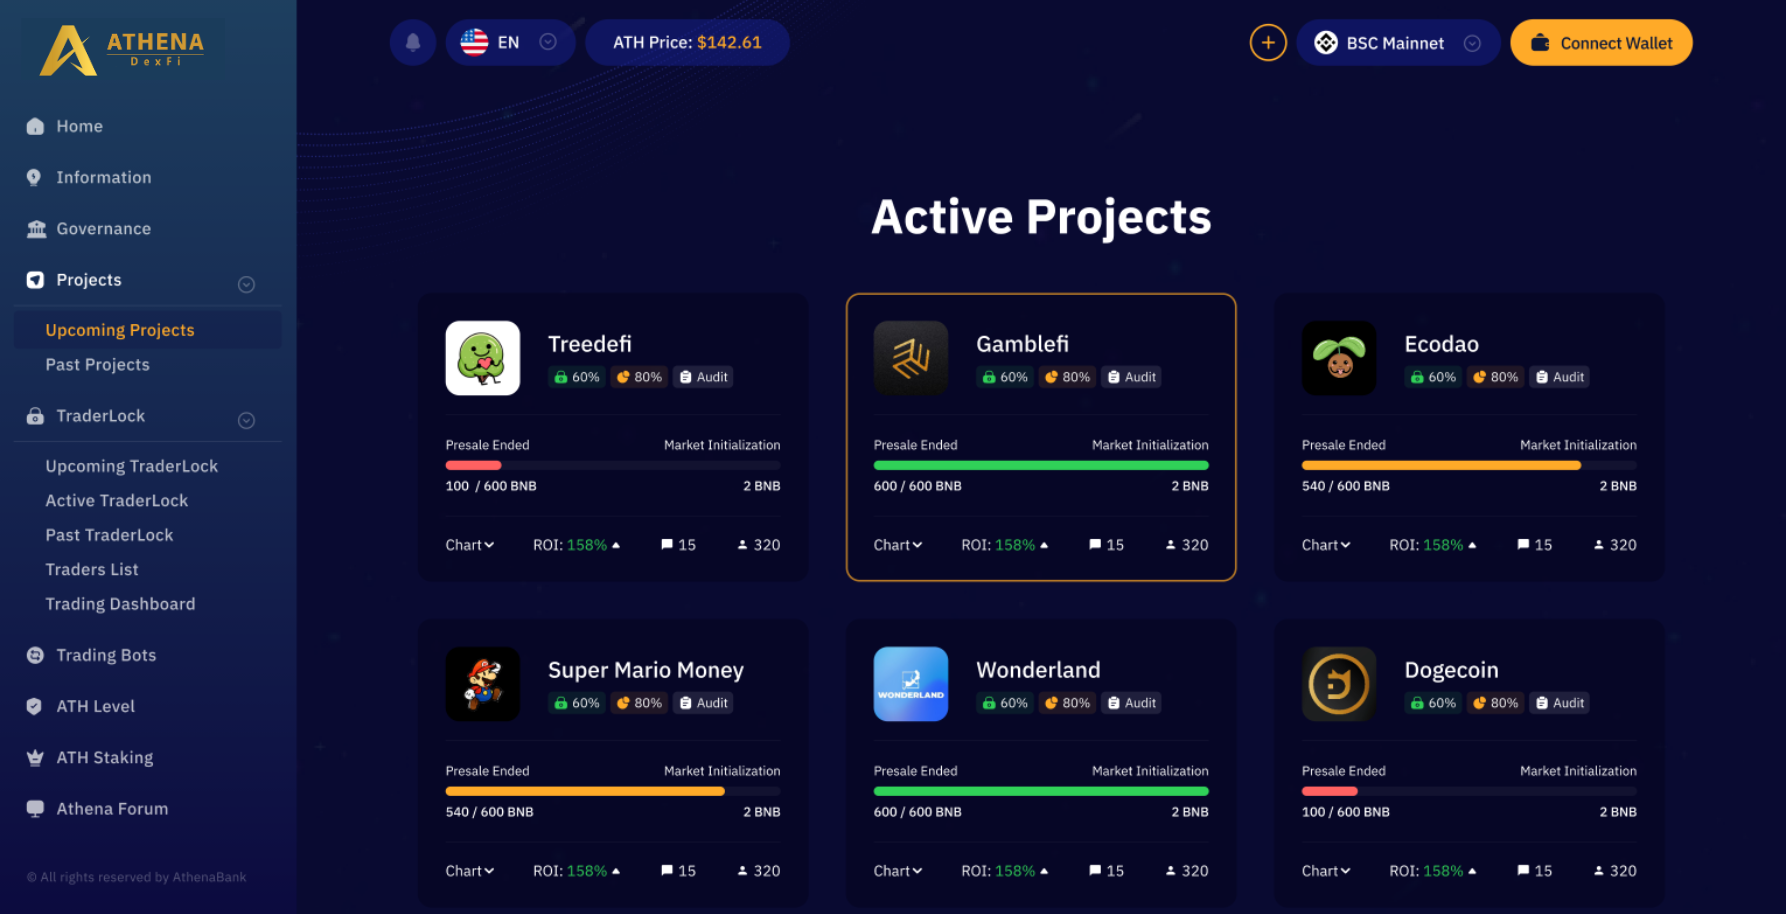 ATHENA
DexFi
Home
Information
Governance
Projects
Upcoming Projects
Past Projects
TraderLock
Upcoming TraderLock
Active TraderLock
Past TraderLock
Traders List
Trading Dashboard
Trading Bots
ATH Level
ATH Staking
Athena Forum
© All rights reserved by AthenaBank
EN
ATH Price: $142.61
BSC Mainnet
Connect Wallet
Active Projects
Treedefi
60% 80% Audit
Presale Ended Market Initialization
100 / 600 BNB 2 BNB
Chart ROI: 158% 15 320
Gamblefi
60% 80% Audit
Presale Ended Market Initialization
600 / 600 BNB 2 BNB
Chart ROI: 158% 15 320
Ecodao
60% 80% Audit
Presale Ended Market Initialization
540 / 600 BNB 2 BNB
Chart ROI: 158% 15 320
Super Mario Money
60% 80% Audit
Presale Ended Market Initialization
540 / 600 BNB 2 BNB
Chart ROI: 158% 15 320
WONDERLAND
Wonderland
60% 80% Audit
Presale Ended Market Initialization
600 / 600 BNB 2 BNB
Chart ROI: 158% 15 320
Dogecoin
60% 80% Audit
Presale Ended Market Initialization
100 / 600 BNB 2 BNB
Chart ROI: 158% 15 320